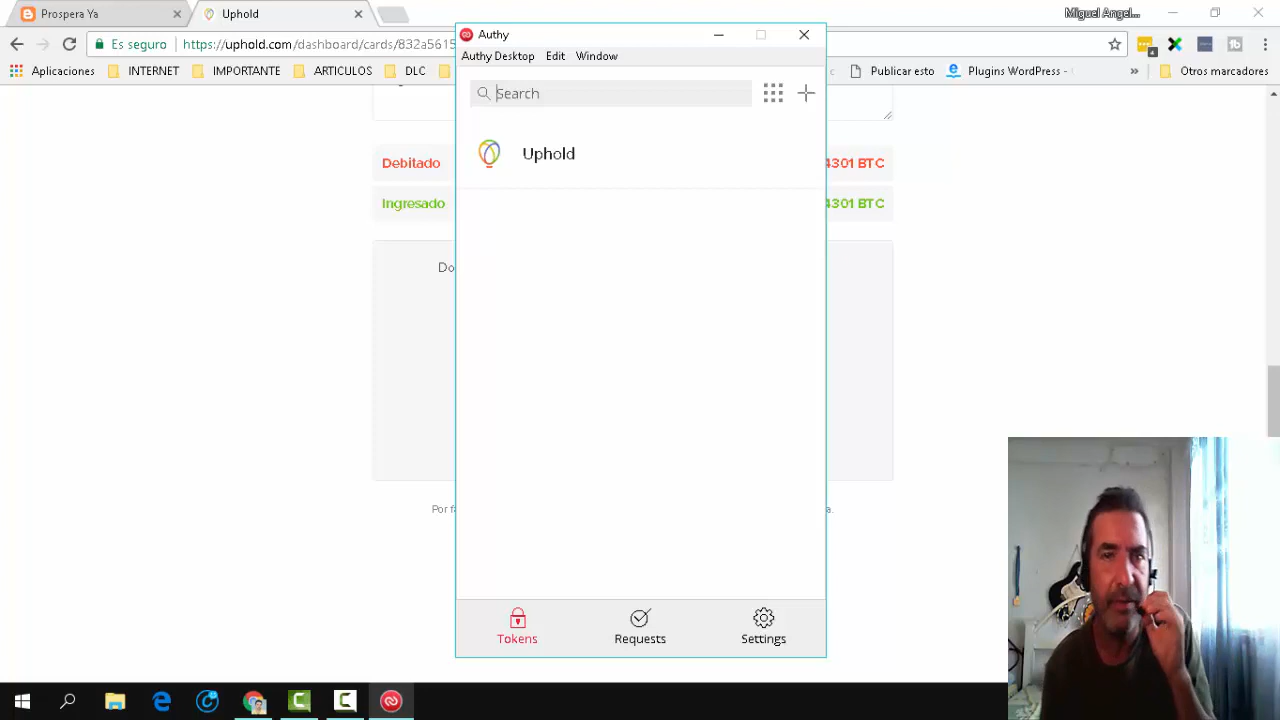 Prospera Ya
Uphold
Miguel Angel...
Es seguro
https://uphold.com/dashboard/cards/832a5615
4
Aplicaciones
INTERNET
IMPORTANTE
ARTICULOS
DLC
Publicar esto
Plugins WordPress -
»
Otros marcadores
Authy
Authy Desktop Edit Window
Search
Uphold
Debitado
4301 BTC
Ingresado
4301 BTC
Do
Por
a.
Tokens
Requests
Settings